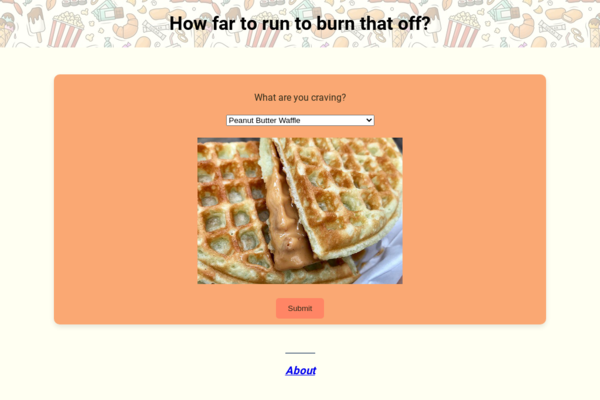 How far to run to burn that off?
What are you craving?
Peanut Butter Waffle
Submit
About